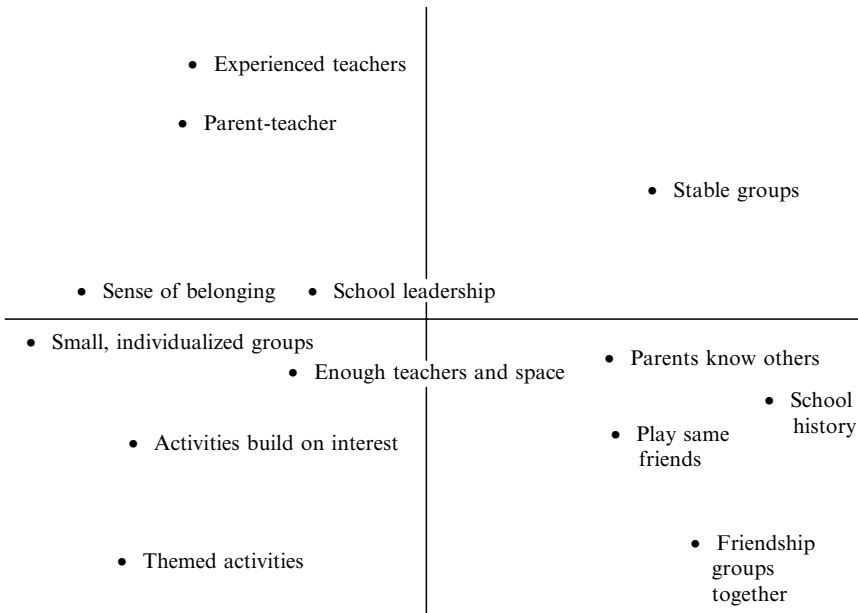 Experienced teachers
Parent-teacher
Stable groups
Sense of belonging
School leadership
Small, individualized groups
Enough teachers and space
Parents know others
School
history
Activities build on interest
Play same
friends
Themed activities
Friendship
groups
together